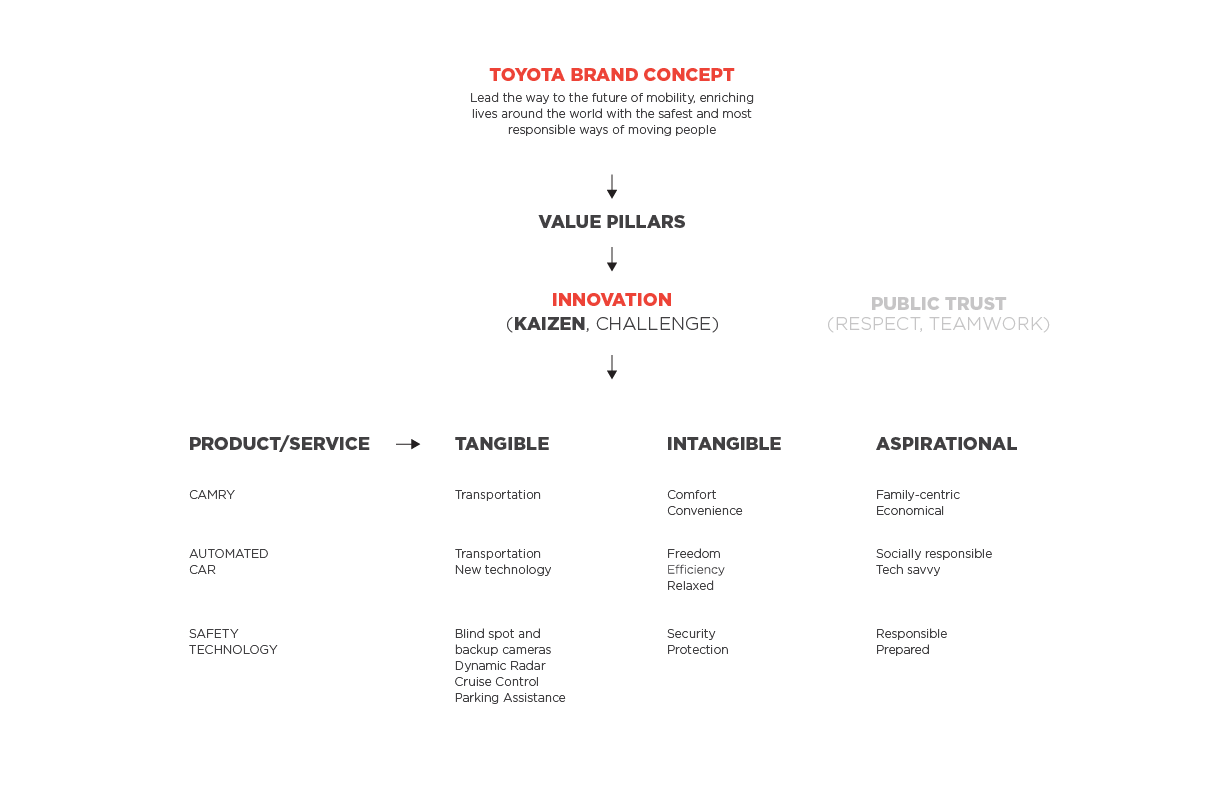 TOYOTA BRAND CONCEPT
Lead the way to the future of mobility, enriching
lives around the world with the safest and most
responsible ways of moving people
VALUE PILLARS
INNOVATION
(KAIZEN, CHALLENGE)
PUBLIC TRUST
(RESPECT, TEAMWORK)
PRODUCT/SERVICE
TANGIBLE
INTANGIBLE
ASPIRATIONAL
CAMRY
Transportation
Comfort
Convenience
Family-centric
Economical
AUTOMATED
CAR
Transportation
New technology
Freedom
Efficiency
Relaxed
Socially responsible
Tech savvy
SAFETY
TECHNOLOGY
Blind spot and
backup cameras
Dynamic Radar
Cruise Control
Parking Assistance
Security
Protection
Responsible
Prepared